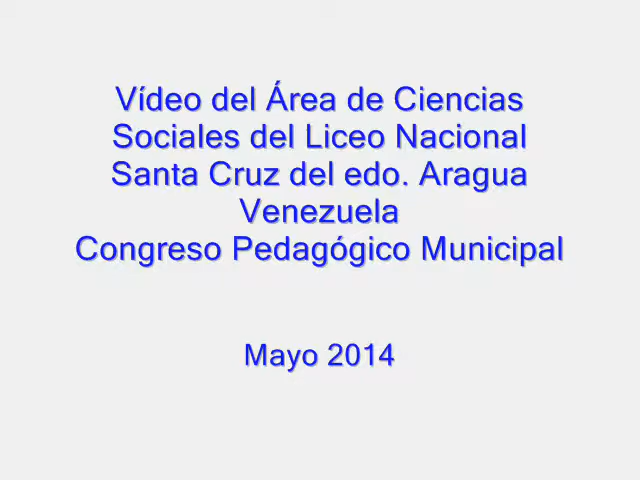 Vídeo del Área de Ciencias
Sociales del Liceo Nacional
Santa Cruz del edo. Aragua
Venezuela
Congreso Pedagógico Municipal
Mayo 2014